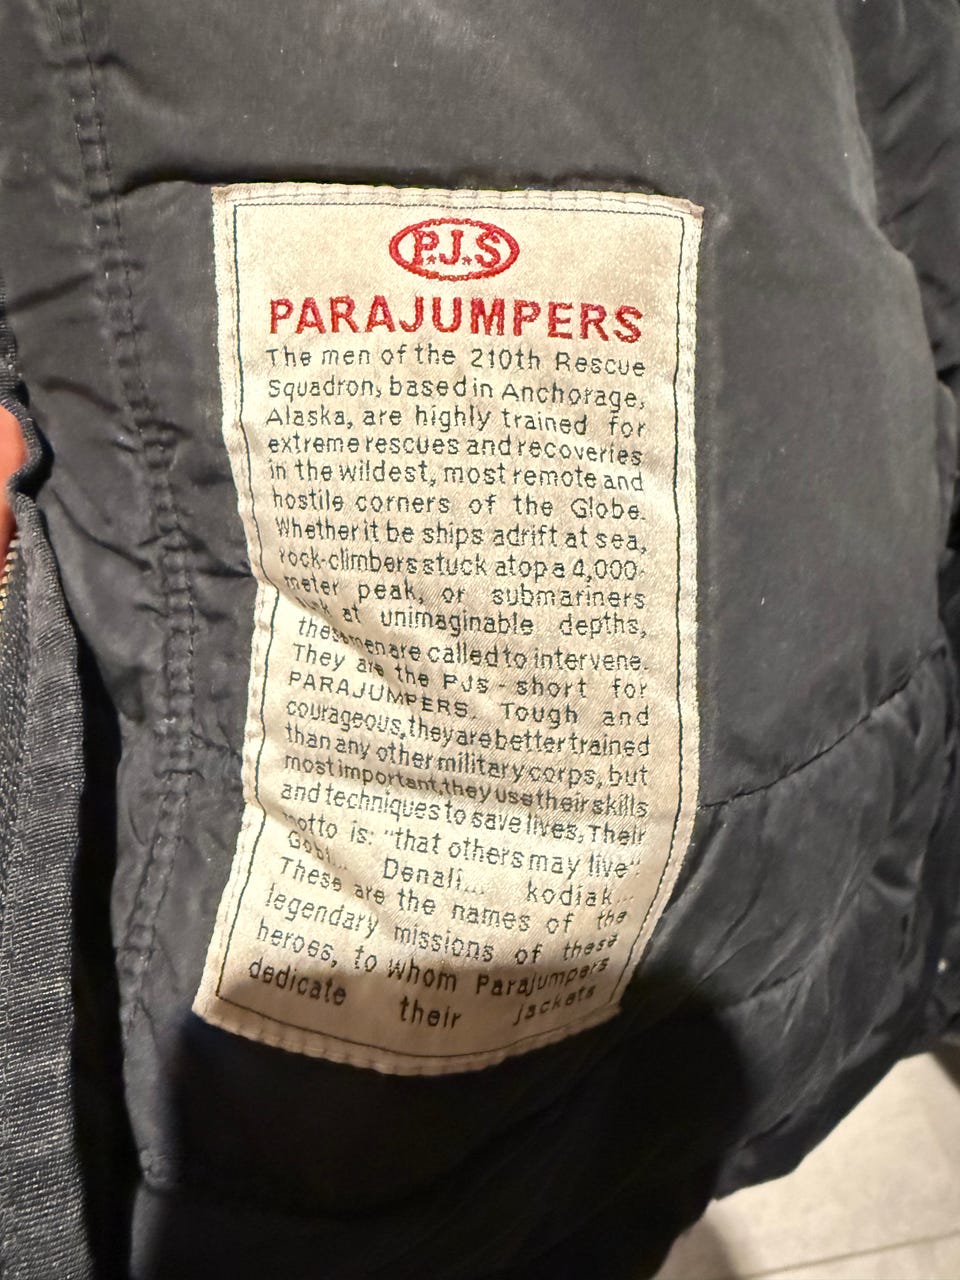 P.J.S
PARAJUMPERS
The men of the 210th Rescue
Squadron, based in Anchorage,
Alaska, are highly trained for
extreme rescues and recoveries
in the wildest, most remote and
hostile corners of the Globe.
Whether it be ships adrift at sea,
rock-climbers stuck atop a 4,000-
meter peak, or submariners
at unimaginable depths,
these men are called to intervene.
They are the PJs - short for
PARAJUMPERS. Tough and
courageous, they are better trained
than any other military corps, but
most important, they use their skills
and techniques to save lives. Their
motto is: "that others may live".
Gobi... Denali... kodiak...
These are the names of the
legendary missions of these
heroes, to whom Parajumpers
dedicate their jackets